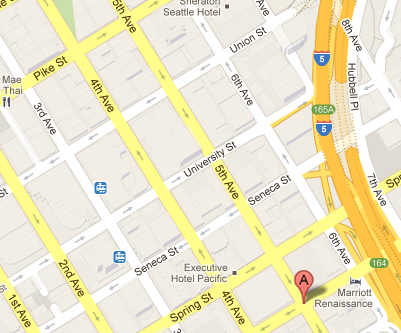 Sheraton
Seattle Hotel
8th Ave
5th Ave
Union St
5
Hubbell Pl
Pike St
Mae
Thai
4th Ave
6th Ave
165A
3rd Ave
5
University St
5th Ave
Seneca St
7th Ave
St
2nd Ave
Seneca St
6th Ave
164
Executive
Hotel Pacific
A
Marriott
Renaissance
1st Ave
Spring St
4th Ave